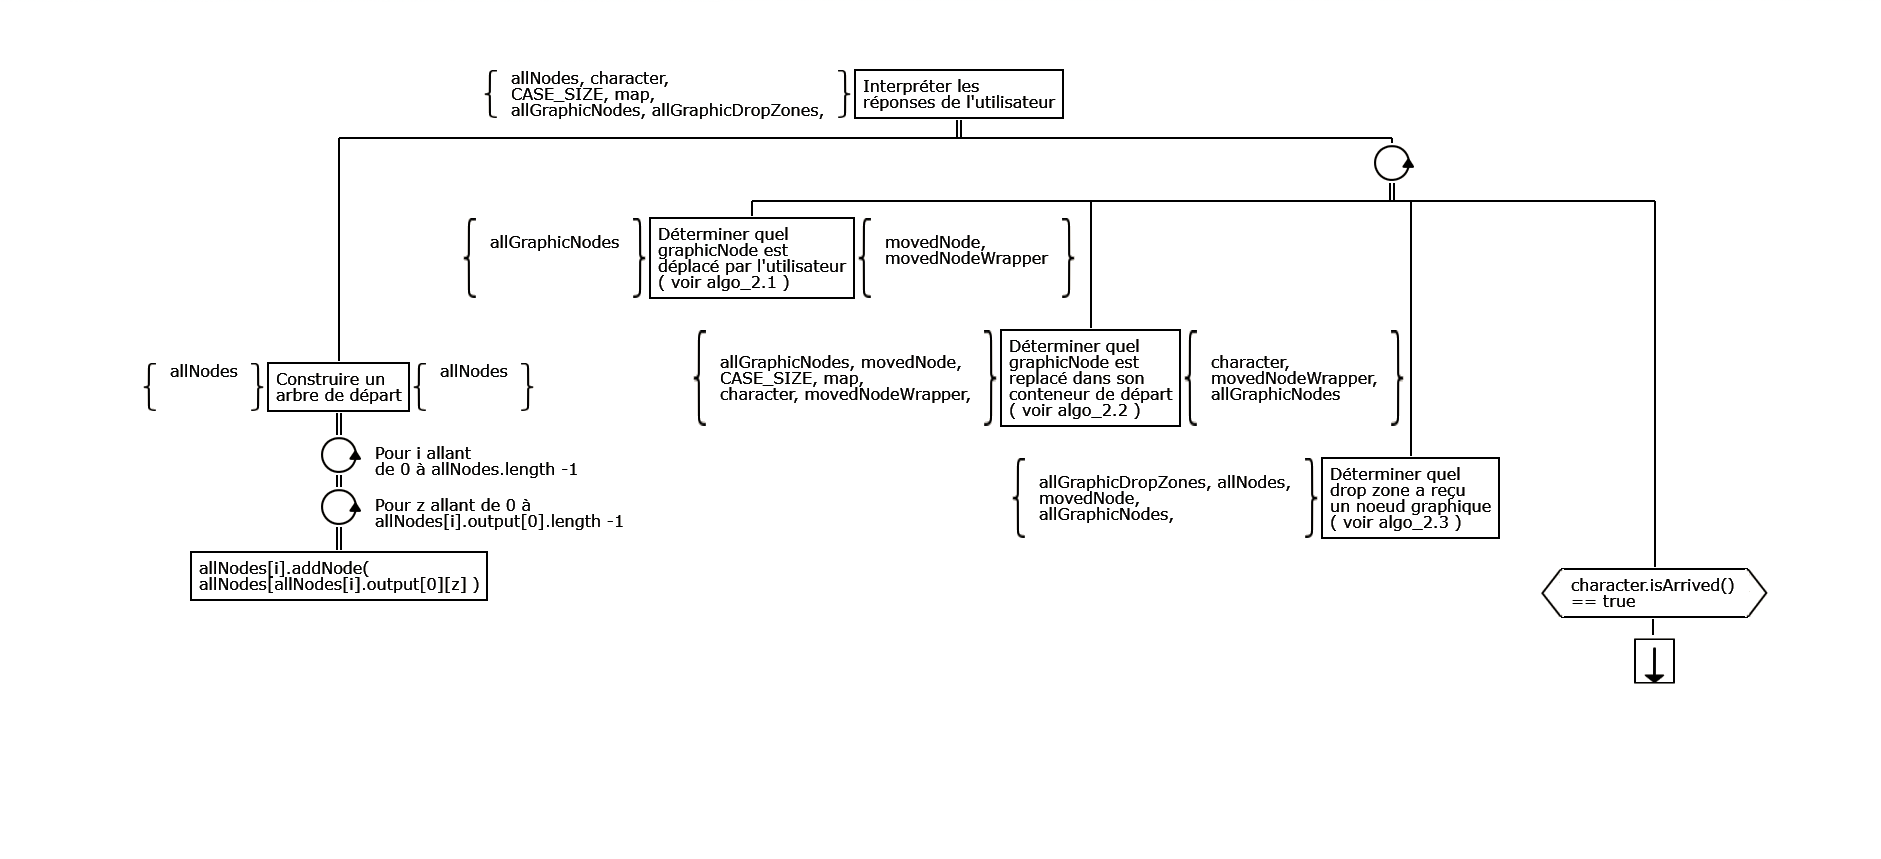 allNodes, character,
CASE_SIZE, map,
allGraphicNodes, allGraphicDropZones,
Interpréter les
réponses de l'utilisateur
allGraphicNodes
Déterminer quel
graphicNode est
déplacé par l'utilisateur
( voir algo_2.1 )
movedNode,
movedNodeWrapper
allGraphicNodes, movedNode,
CASE_SIZE, map,
character, movedNodeWrapper,
Déterminer quel
graphicNode est
replacé dans son
conteneur de départ
( voir algo_2.2 )
character,
movedNodeWrapper,
allGraphicNodes
allNodes
Construire un
arbre de départ
allNodes
Pour i allant
de 0 à allNodes.length -1
Pour z allant de 0 à
allNodes[i].output[0].length -1
allNodes[i].addNode(
allNodes[allNodes[i].output[0][z] )
allGraphicDropZones, allNodes,
movedNode,
allGraphicNodes,
Déterminer quel
drop zone a reçu
un noeud graphique
( voir algo_2.3 )
character.isArrived()
== true